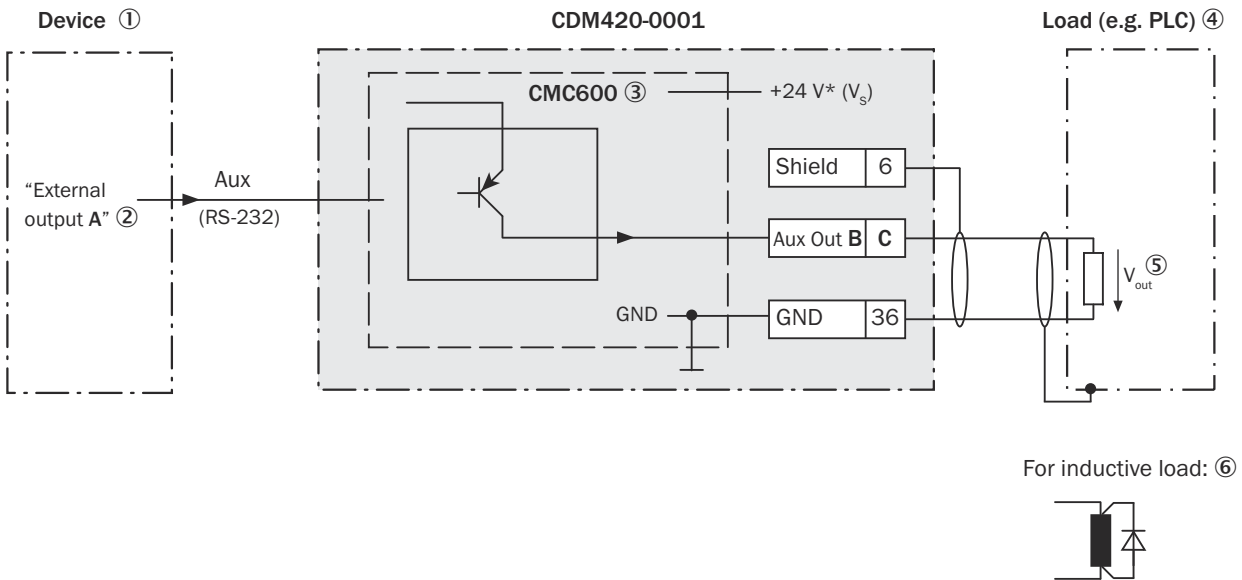 Device ①
CDM420-0001
Load (e.g. PLC) ④
CMC600 ③
+24 V* (Vₛ)
Shield 6
"External
output A" ②
Aux
(RS-232)
Aux Out B C
V out ⑤
GND
GND 36
For inductive load: ⑥